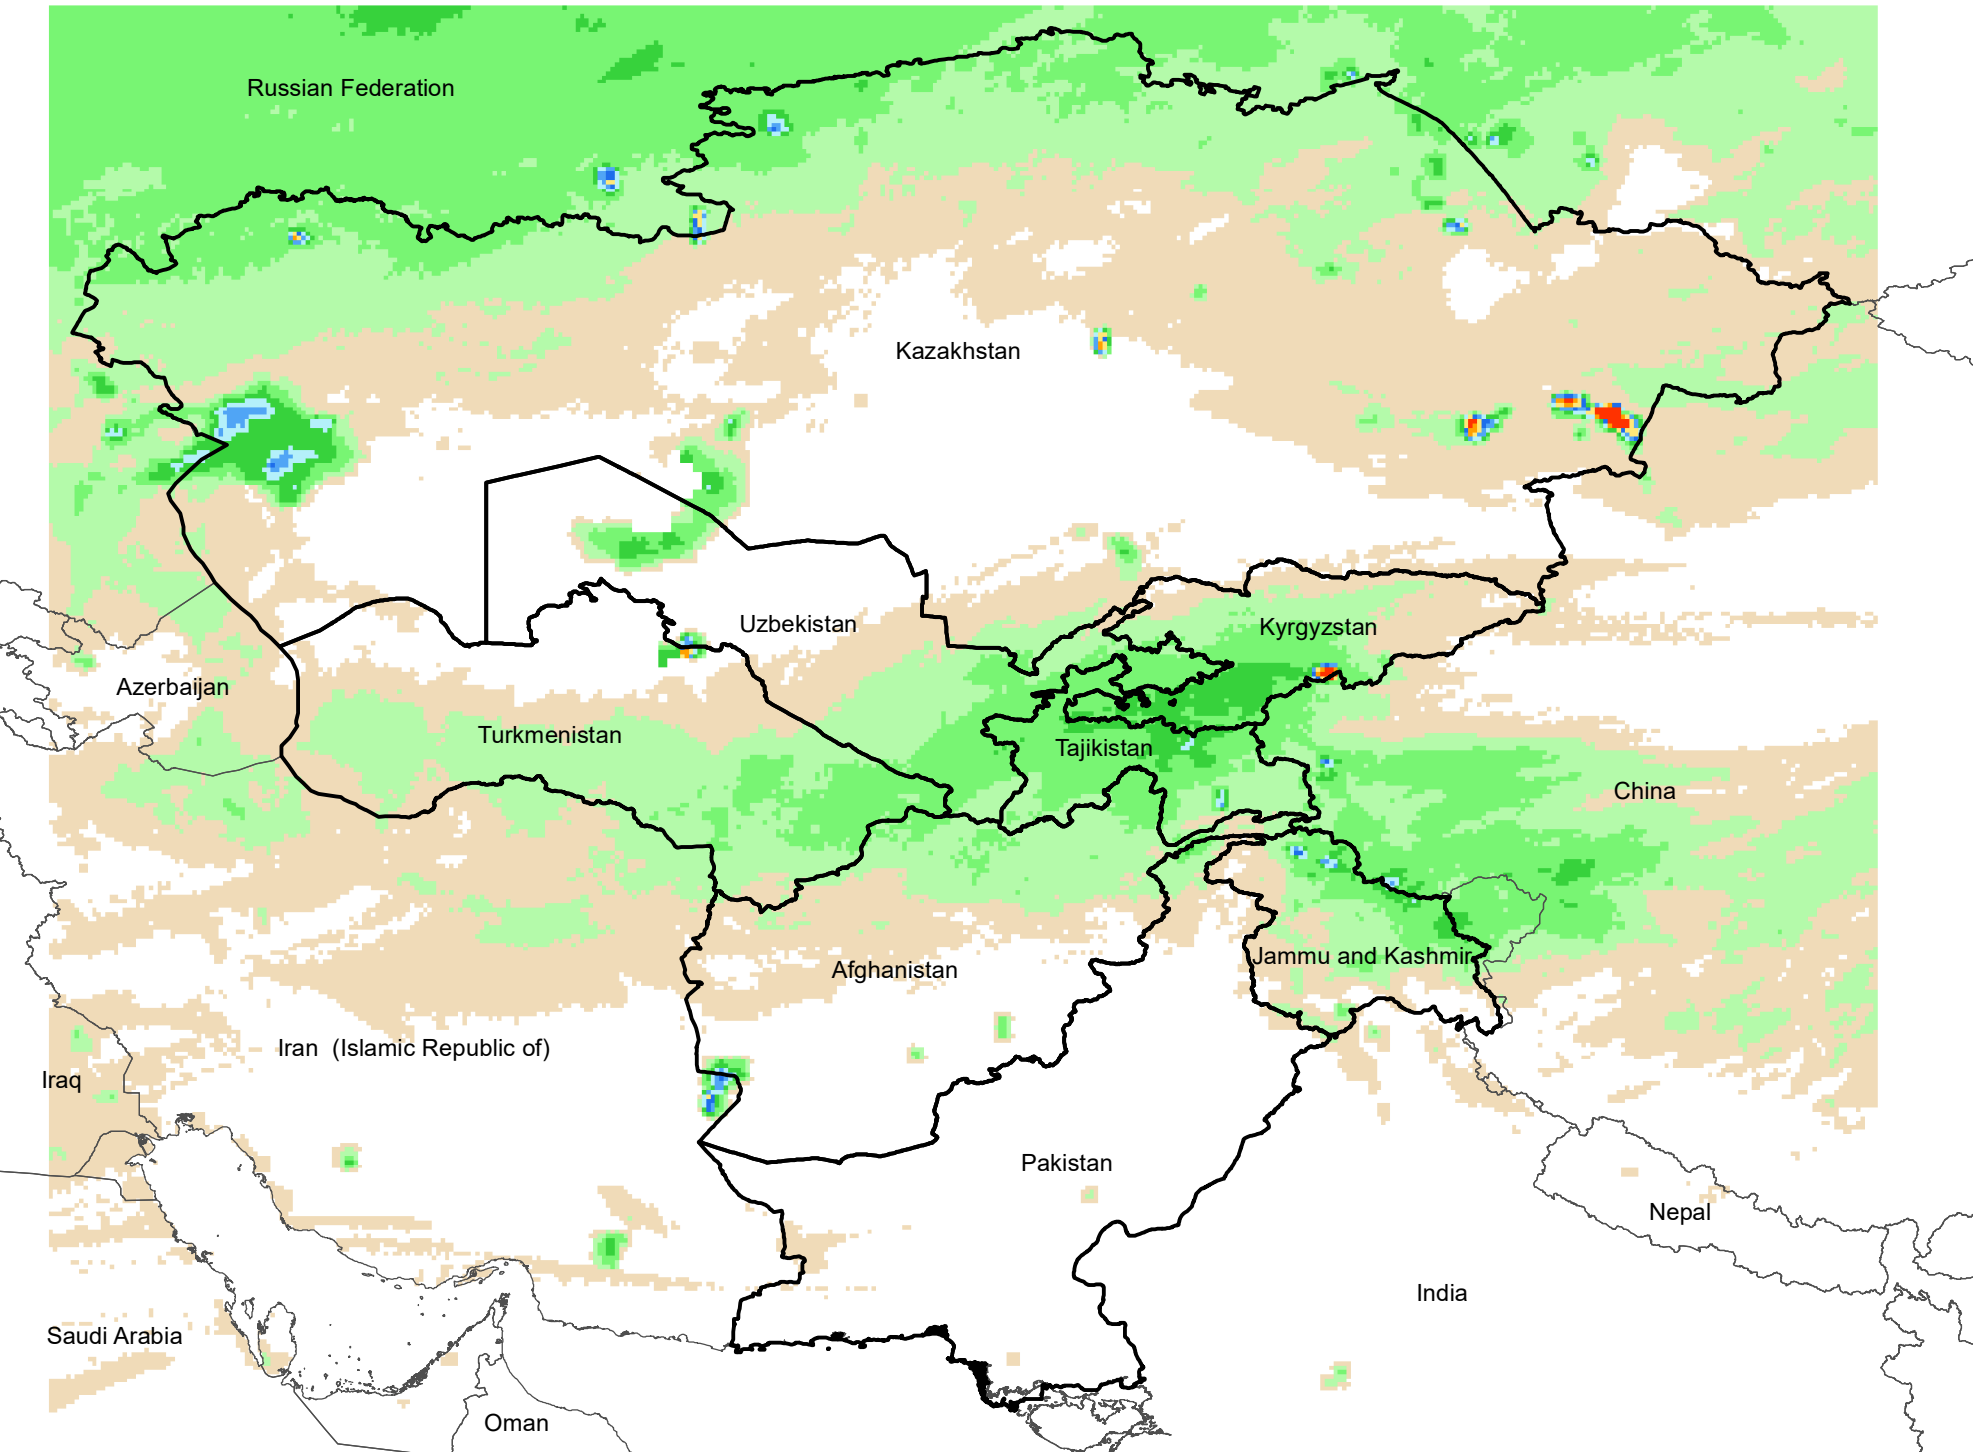 Russian Federation
Kazakhstan
Uzbekistan
Kyrgyzstan
Azerbaijan
Turkmenistan
Tajikistan
China
Jammu and Kashmir
Afghanistan
Iran  (Islamic Republic of)
Iraq
Pakistan
Nepal
India
Saudi Arabia
Oman